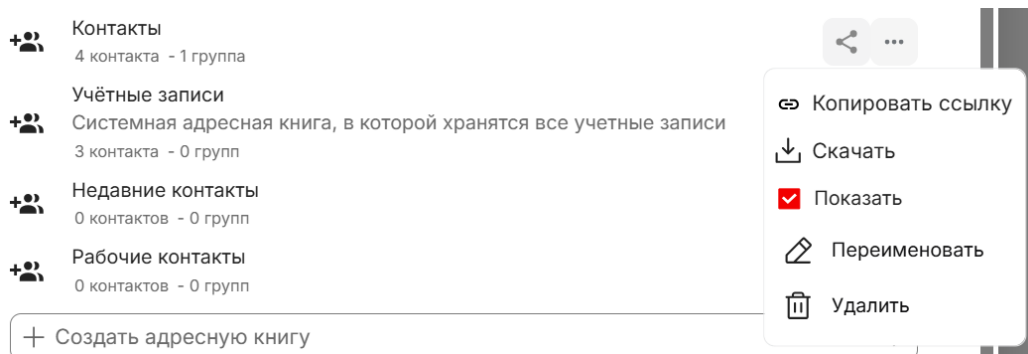 Контакты
4 контакта - 1 группа
Учётные записи
Системная адресная книга, в которой хранятся все учетные записи
3 контакта - 0 групп
Недавние контакты
0 контактов - 0 групп
Рабочие контакты
0 контактов - 0 групп
Создать адресную книгу
Копировать ссылку
Скачать
Показать
Переименовать
Удалить